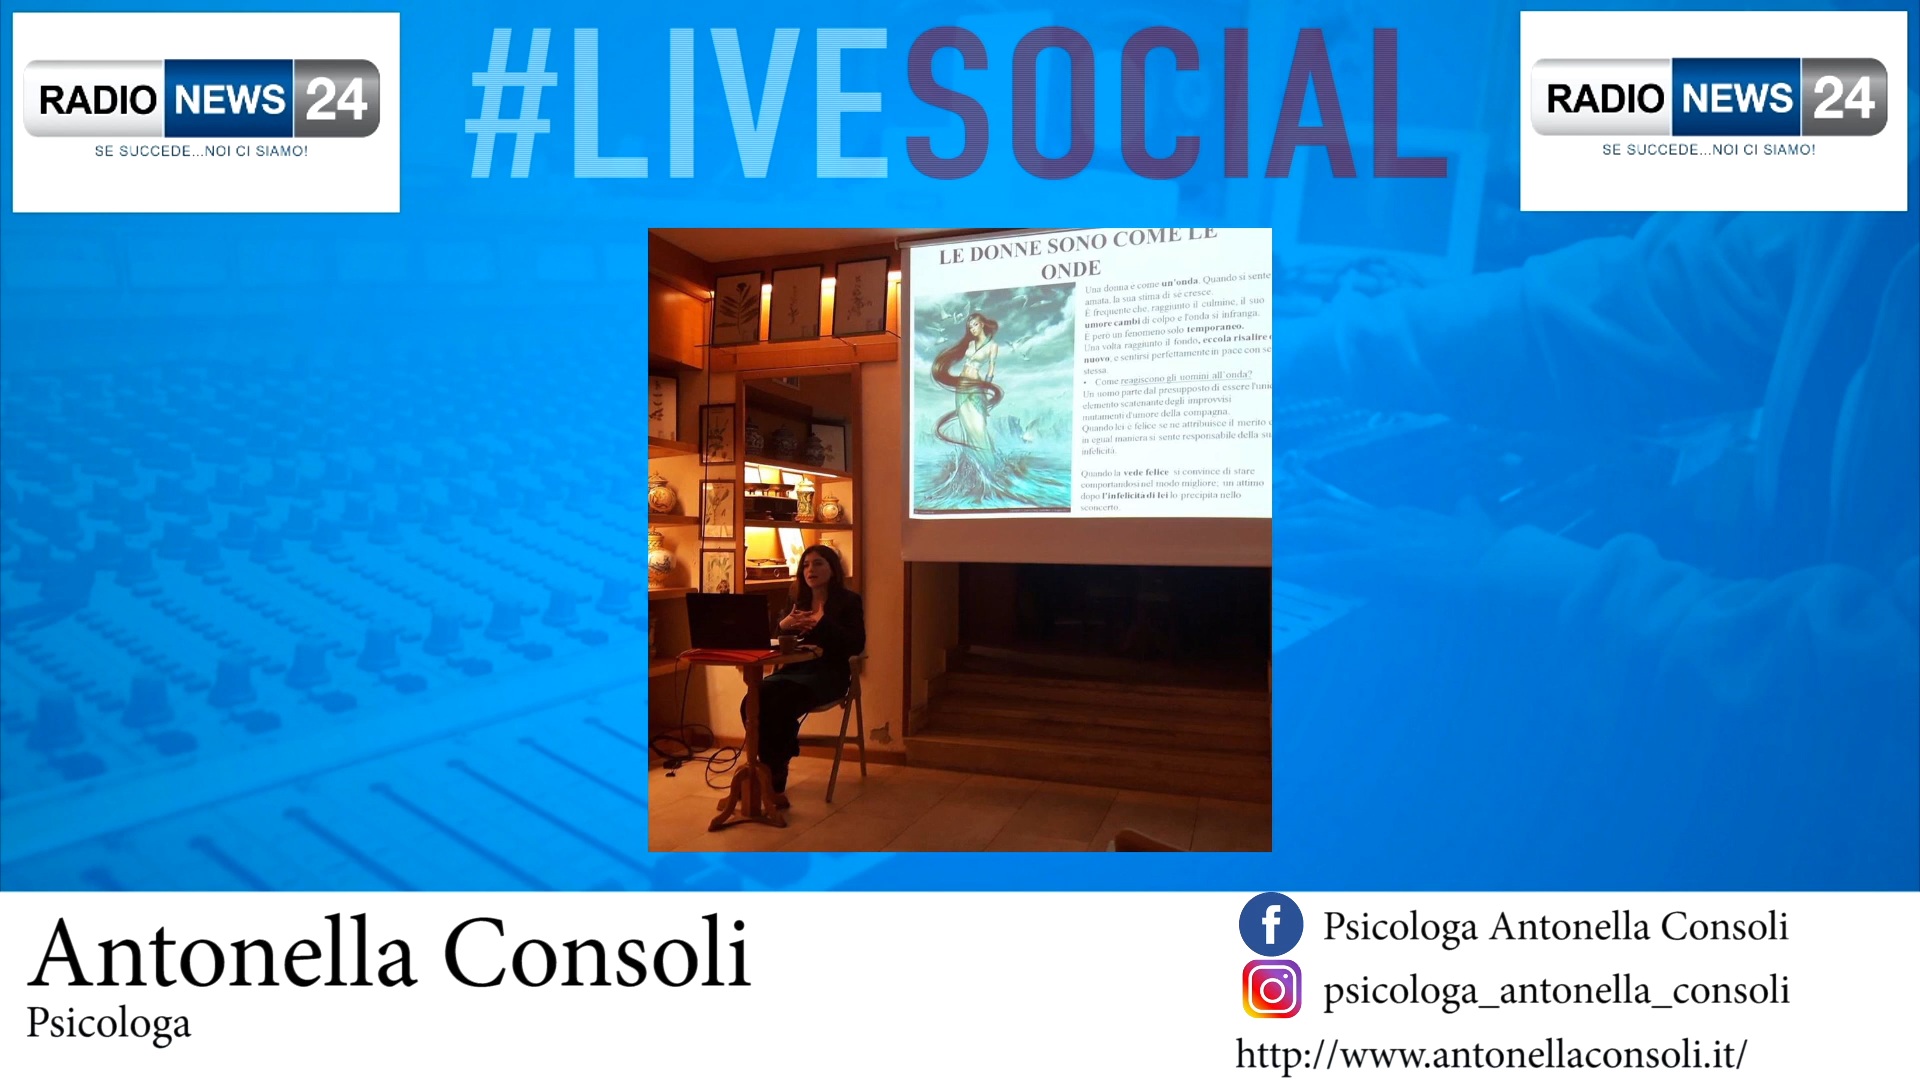 RADIO NEWS 24
SE SUCCEDE...NOI CI SIAMO!
#LIVESOCIAL
RADIO NEWS 24
SE SUCCEDE...NOI CI SIAMO!
LE DONNE SONO COME LE
ONDE
Una donna è come un'onda. Quando si sente
amata, la sua stima di sé cresce.
È frequente che, raggiunto il culmine, il suo
umore cambi di colpo e l'onda si infranga.
È però un fenomeno solo temporaneo.
Una volta raggiunto il fondo, eccola risalire
nuovo, e sentirsi perfettamente in pace con se
stessa.
• Come reagiscono gli uomini all'onda?
Un uomo parte dal presupposto di essere
elemento scatenante degli improvvisi
mutamenti d'umore della compagna.
Quando lei è felice se ne attribuisce il merito
in egual maniera si sente responsabile della
infelicità.
Quando la vede felice si convince di stare
comportandosi nel modo migliore, un attimo
dopo l'infelicità di lei lo precipita nello
sconcerto.
Antonella Consoli
Psicologa
f Psicologa Antonella Consoli
psicologa_antonella_consoli
http://www.antonellaconsoli.it/